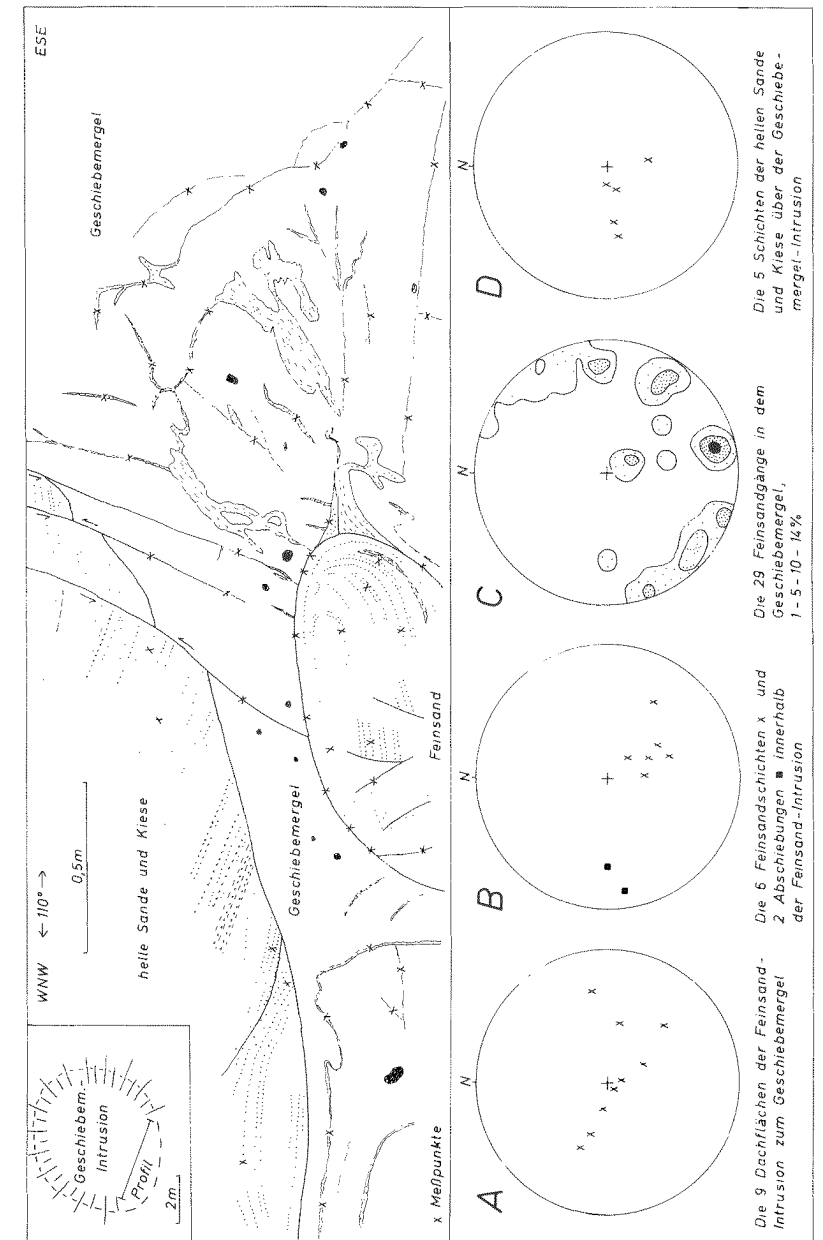 WNW ←110°→
ESE
0,5m
helle Sande und Kiese
Geschiebemergel
Geschiebemergel
Feinsand
Geschiebem.
Intrusion
Profil
2m
x Meßpunkte
N
A
Die 9 Dachflächen der Feinsand-
Intrusion zum Geschiebemergel
N
B
Die 6 Feinsandschichten x und
2 Abschiebungen ■ innerhalb
der Feinsand-Intrusion
N
C
Die 29 Feinsandgänge in dem
Geschiebemergel,
1-5-10-14%
N
D
Die 5 Schichten der hellen Sande
und Kiese über der Geschiebe-
mergel-Intrusion